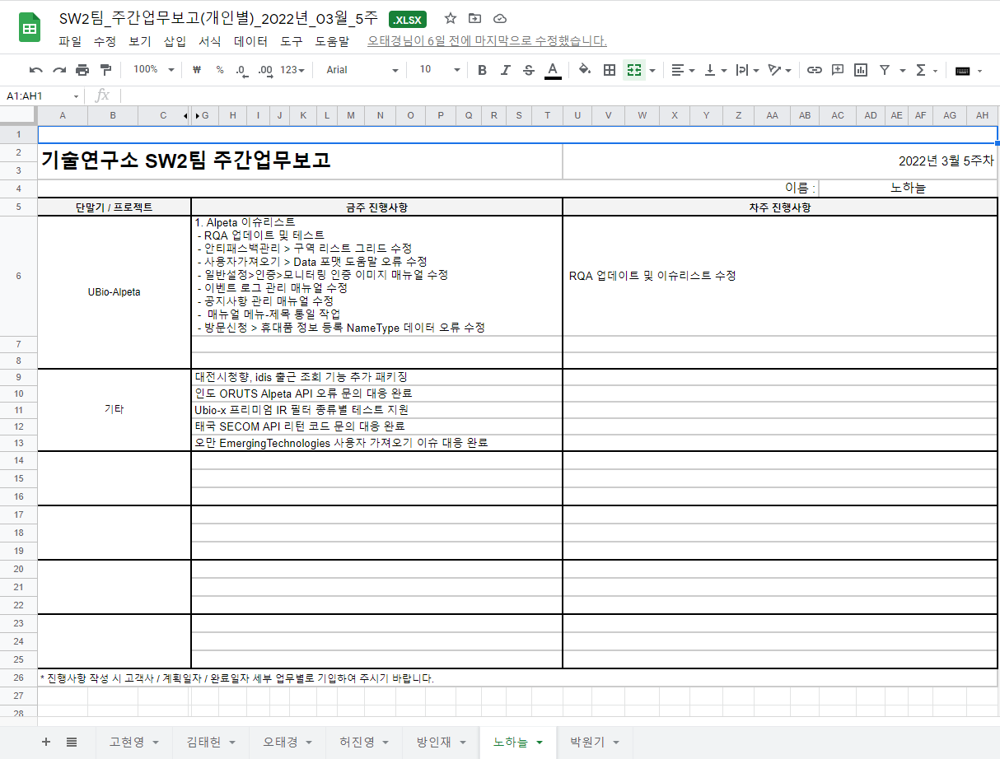 SW2팀_주간업무보고(개인별)_2022년_03월_5주 .XLSX
파일 수정 보기 삽입 서식 데이터 도구 도움말 오태경님이 6일 전에 마지막으로 수정했습니다.
100% ₩ % .0 .00 123 Arial 10 B I S A
A1:AH1 fx
A B C G H I J K L M N O P Q R S T U V W X Y Z AA AB AC AD AE AF AG AH
1
2 기술연구소 SW2팀 주간업무보고 2022년 3월 5주차
3
4 이름 : 노하늘
5 단말기 / 프로젝트 금주 진행사항 차주 진행사항
1. Alpeta 이슈리스트
- RQA 업데이트 및 테스트
- 안티패스백관리 > 구역 리스트 그리드 수정
- 사용자가져오기 > Data 포맷 도움말 오류 수정
6 - 일반설정>인증>모니터링 인증 이미지 매뉴얼 수정 RQA 업데이트 및 이슈리스트 수정
UBio-Alpeta - 이벤트 로그 관리 매뉴얼 수정
- 공지사항 관리 매뉴얼 수정
- 매뉴얼 메뉴-제목 통일 작업
- 방문신청 > 휴대품 정보 등록 NameType 데이터 오류 수정
7
8
9 대전시청향, idis 출근 조회 기능 추가 패키징
10 인도 ORUTS Alpeta API 오류 문의 대응 완료
11 기타 Ubio-x 프리미엄 IR 필터 종류별 테스트 지원
12 태국 SECOM API 리턴 코드 문의 대응 완료
13 오만 EmergingTechnologies 사용자 가져오기 이슈 대응 완료
14
15
16
17
18
19
20
21
22
23
24
25
26 * 진행사항 작성 시 고객사 / 계획일자 / 완료일자 세부 업무별로 기입하여 주시기 바랍니다.
27
28
고현영 김태헌 오태경 허진영 방인재 노하늘 박원기